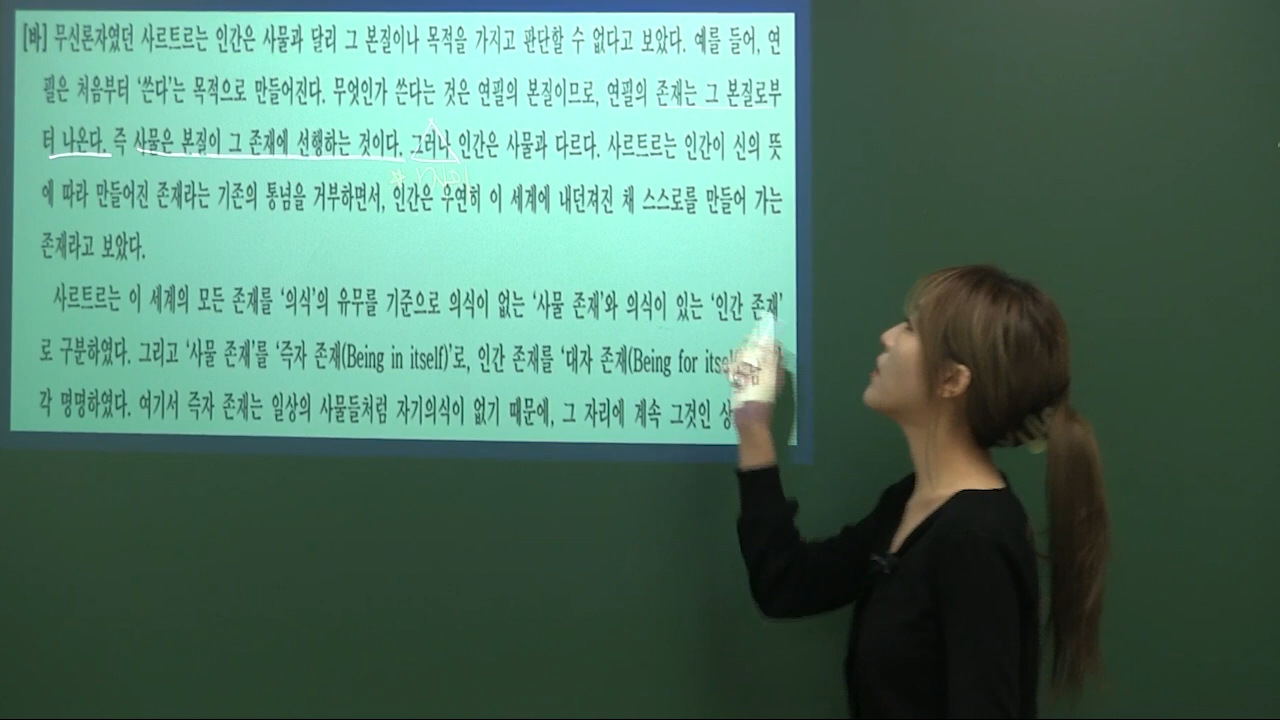 [바] 무신론자였던 사르트르는 인간은 사물과 달리 그 본질이나 목적을 가지고 판단할 수 없다고 보았다. 예를 들어, 연
필은 처음부터 '쓴다'는 목적으로 만들어진다. 무엇인가 쓴다는 것은 연필의 본질이므로, 연필의 존재는 그 본질로부
터 나온다. 즉 사물은 본질이 그 존재에 선행하는 것이다. 그러나 인간은 사물과 다르다. 사르트르는 인간이 신의 뜻
에 따라 만들어진 존재라는 기존의 통념을 거부하면서, 인간은 우연히 이 세계에 내던져진 채 스스로를 만들어 가는
존재라고 보았다.
사르트르는 이 세계의 모든 존재를 '의식'의 유무를 기준으로 의식이 없는 '사물 존재'와 의식이 있는 '인간 존재'
로 구분하였다. 그리고 '사물 존재'를 '즉자 존재(Being in itself)'로, 인간 존재를 '대자 존재(Being for
각 명명하였다. 여기서 즉자 존재는 일상의 사물들처럼 자기의식이 없기 때문에, 그 자리에 계속 그것인